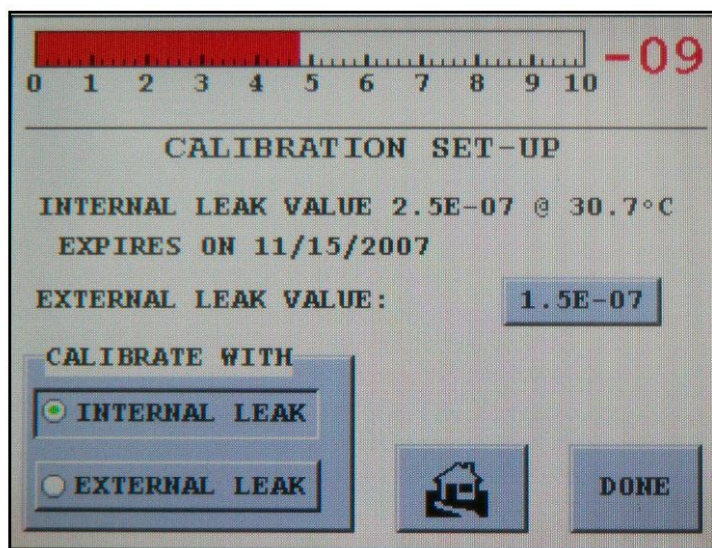 -09
0 1 2 3 4 5 6 7 8 9 10
CALIBRATION SET-UP
INTERNAL LEAK VALUE 2.5E-07 @ 30.7°C
EXPIRES ON 11/15/2007
EXTERNAL LEAK VALUE: 1.5E-07
CALIBRATE WITH
INTERNAL LEAK
EXTERNAL LEAK
DONE